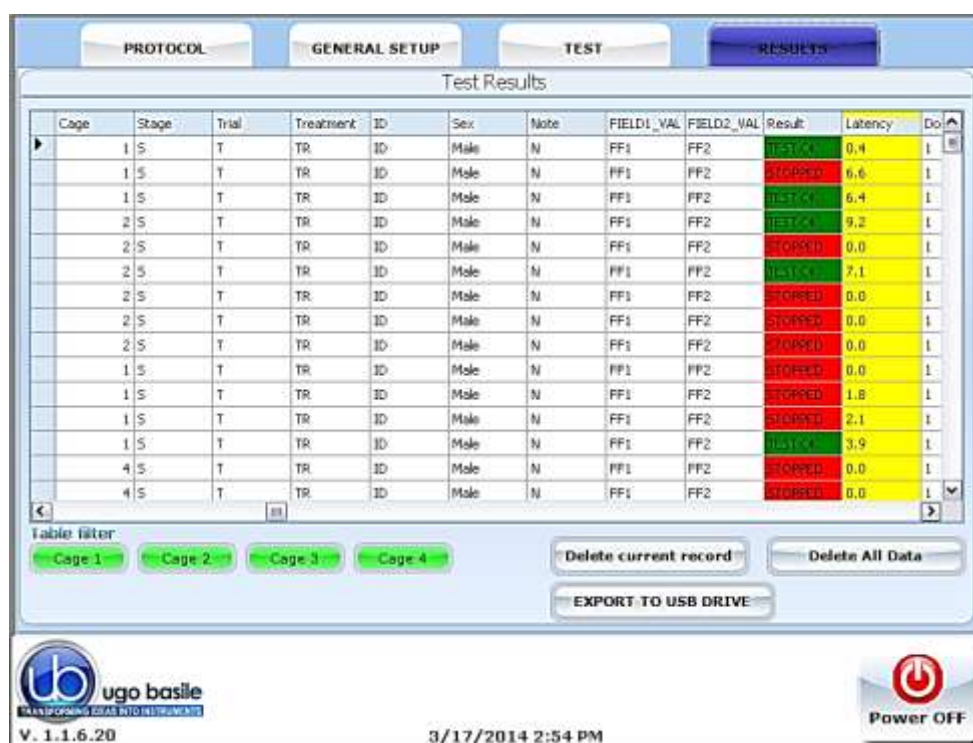 PROTOCOL GENERAL SETUP TEST RESULTS
Test Results
Cage Stage Trial Treatment ID Sex Note FIELD1_VAL FIELD2_VAL Result Latency Do
1 S T TR ID Male N FF1 FF2 TEST OK 0.4 1
1 S T TR ID Male N FF1 FF2 STOPPED 6.6 1
1 S T TR ID Male N FF1 FF2 TEST OK 6.4 1
2 S T TR ID Male N FF1 FF2 TEST OK 9.2 1
2 S T TR ID Male N FF1 FF2 STOPPED 0.0 1
2 S T TR ID Male N FF1 FF2 TEST OK 7.1 1
2 S T TR ID Male N FF1 FF2 STOPPED 0.0 1
2 S T TR ID Male N FF1 FF2 STOPPED 0.0 1
2 S T TR ID Male N FF1 FF2 STOPPED 0.0 1
1 S T TR ID Male N FF1 FF2 STOPPED 0.0 1
1 S T TR ID Male N FF1 FF2 STOPPED 1.8 1
1 S T TR ID Male N FF1 FF2 STOPPED 2.1 1
1 S T TR ID Male N FF1 FF2 TEST OK 3.9 1
4 S T TR ID Male N FF1 FF2 STOPPED 0.0 1
4 S T TR ID Male N FF1 FF2 STOPPED 0.0 1
Table filter
Cage 1 Cage 2 Cage 3 Cage 4 Delete current record Delete All Data
EXPORT TO USB DRIVE
ub ugo basile
TRANSFORMING IDEAS INTO INSTRUMENTS
Power OFF
V. 1.1.6.20 3/17/2014 2:54 PM